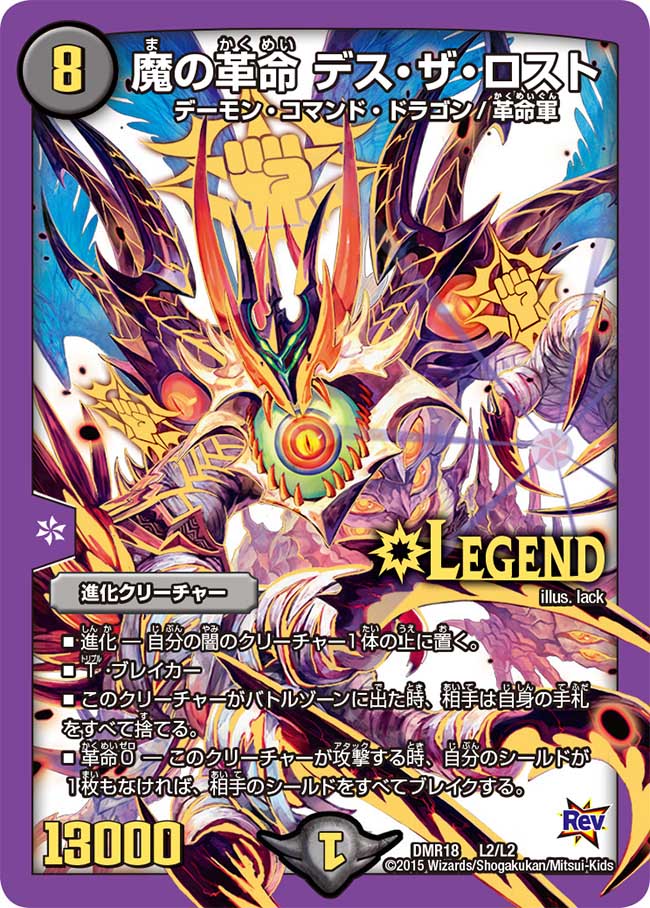 8
魔の革命 デス・ザ・ロスト
デーモン・コマンド・ドラゴン/革命軍
LEGEND
illus. lack
進化クリーチャー
■ 進化ー自分の闇のクリーチャー1体の上に置く。
■ T・ブレイカー
■ このクリーチャーがバトルゾーンに出た時、相手は自身の手札
をすべて捨てる。
■ 革命0ーこのクリーチャーが攻撃する時、自分のシールドが
1枚もなければ、相手のシールドをすべてブレイクする。
13000
1
Rev
DMR18 L2/L2
©2015 Wizards/Shogakukan/Mitsui-Kids